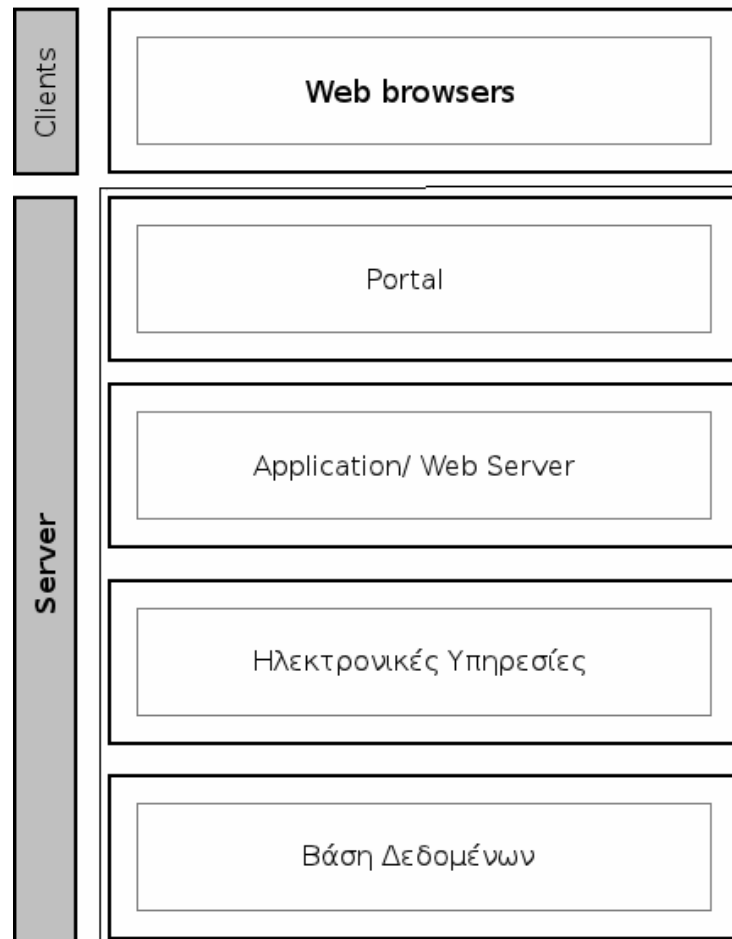 Clients
Web browsers
Server
Portal
Application/ Web Server
Ηλεκτρονικές Υπηρεσίες
Βάση Δεδομένων